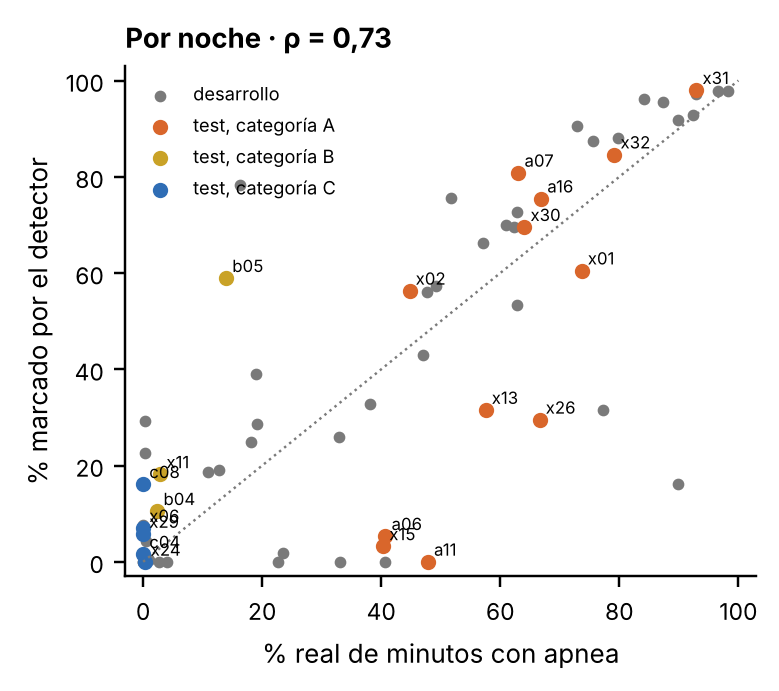 Por noche · ρ = 0,73
% marcado por el detector
100
80
60
40
20
0
desarrollo
test, categoría A
test, categoría B
test, categoría C
x31
x32
a07
a16
x30
x01
b05
x02
x13
x26
x11
c08
b04
x06
x29
a06
x15
c04
x24
a11
0
20
40
60
80
100
% real de minutos con apnea